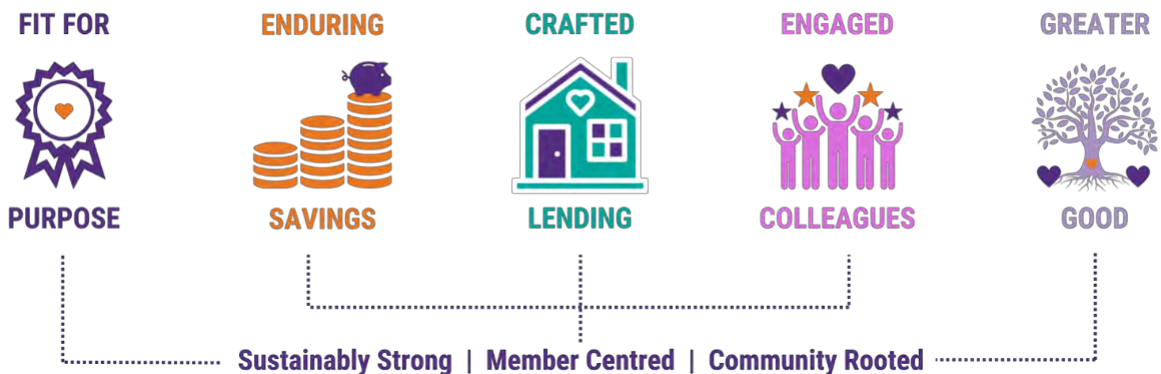 FIT FOR
PURPOSE
ENDURING
SAVINGS
CRAFTED
LENDING
ENGAGED
COLLEAGUES
GREATER
GOOD
Sustainably Strong | Member Centred | Community Rooted